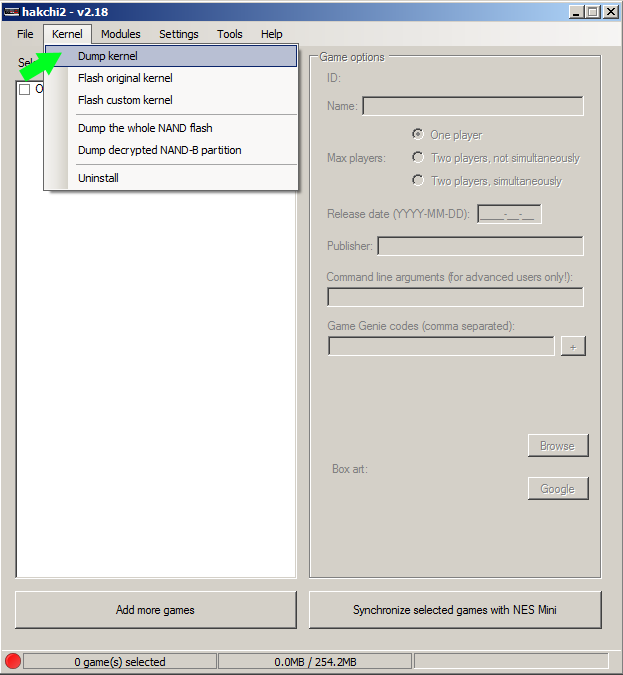 hakchi2 - v2.18
File Kernel Modules Settings Tools Help
Dump kernel
Flash original kernel
Flash custom kernel
Dump the whole NAND flash
Dump decrypted NAND-B partition
Uninstall
Game options
ID:
Name:
Max players:
One player
Two players, not simultaneously
Two players, simultaneously
Release date (YYYY-MM-DD): ____-__-__
Publisher:
Command line arguments (for advanced users only!):
Game Genie codes (comma separated):
+
Box art:
Browse
Google
Add more games
Synchronize selected games with NES Mini
0 game(s) selected
0.0MB / 254.2MB